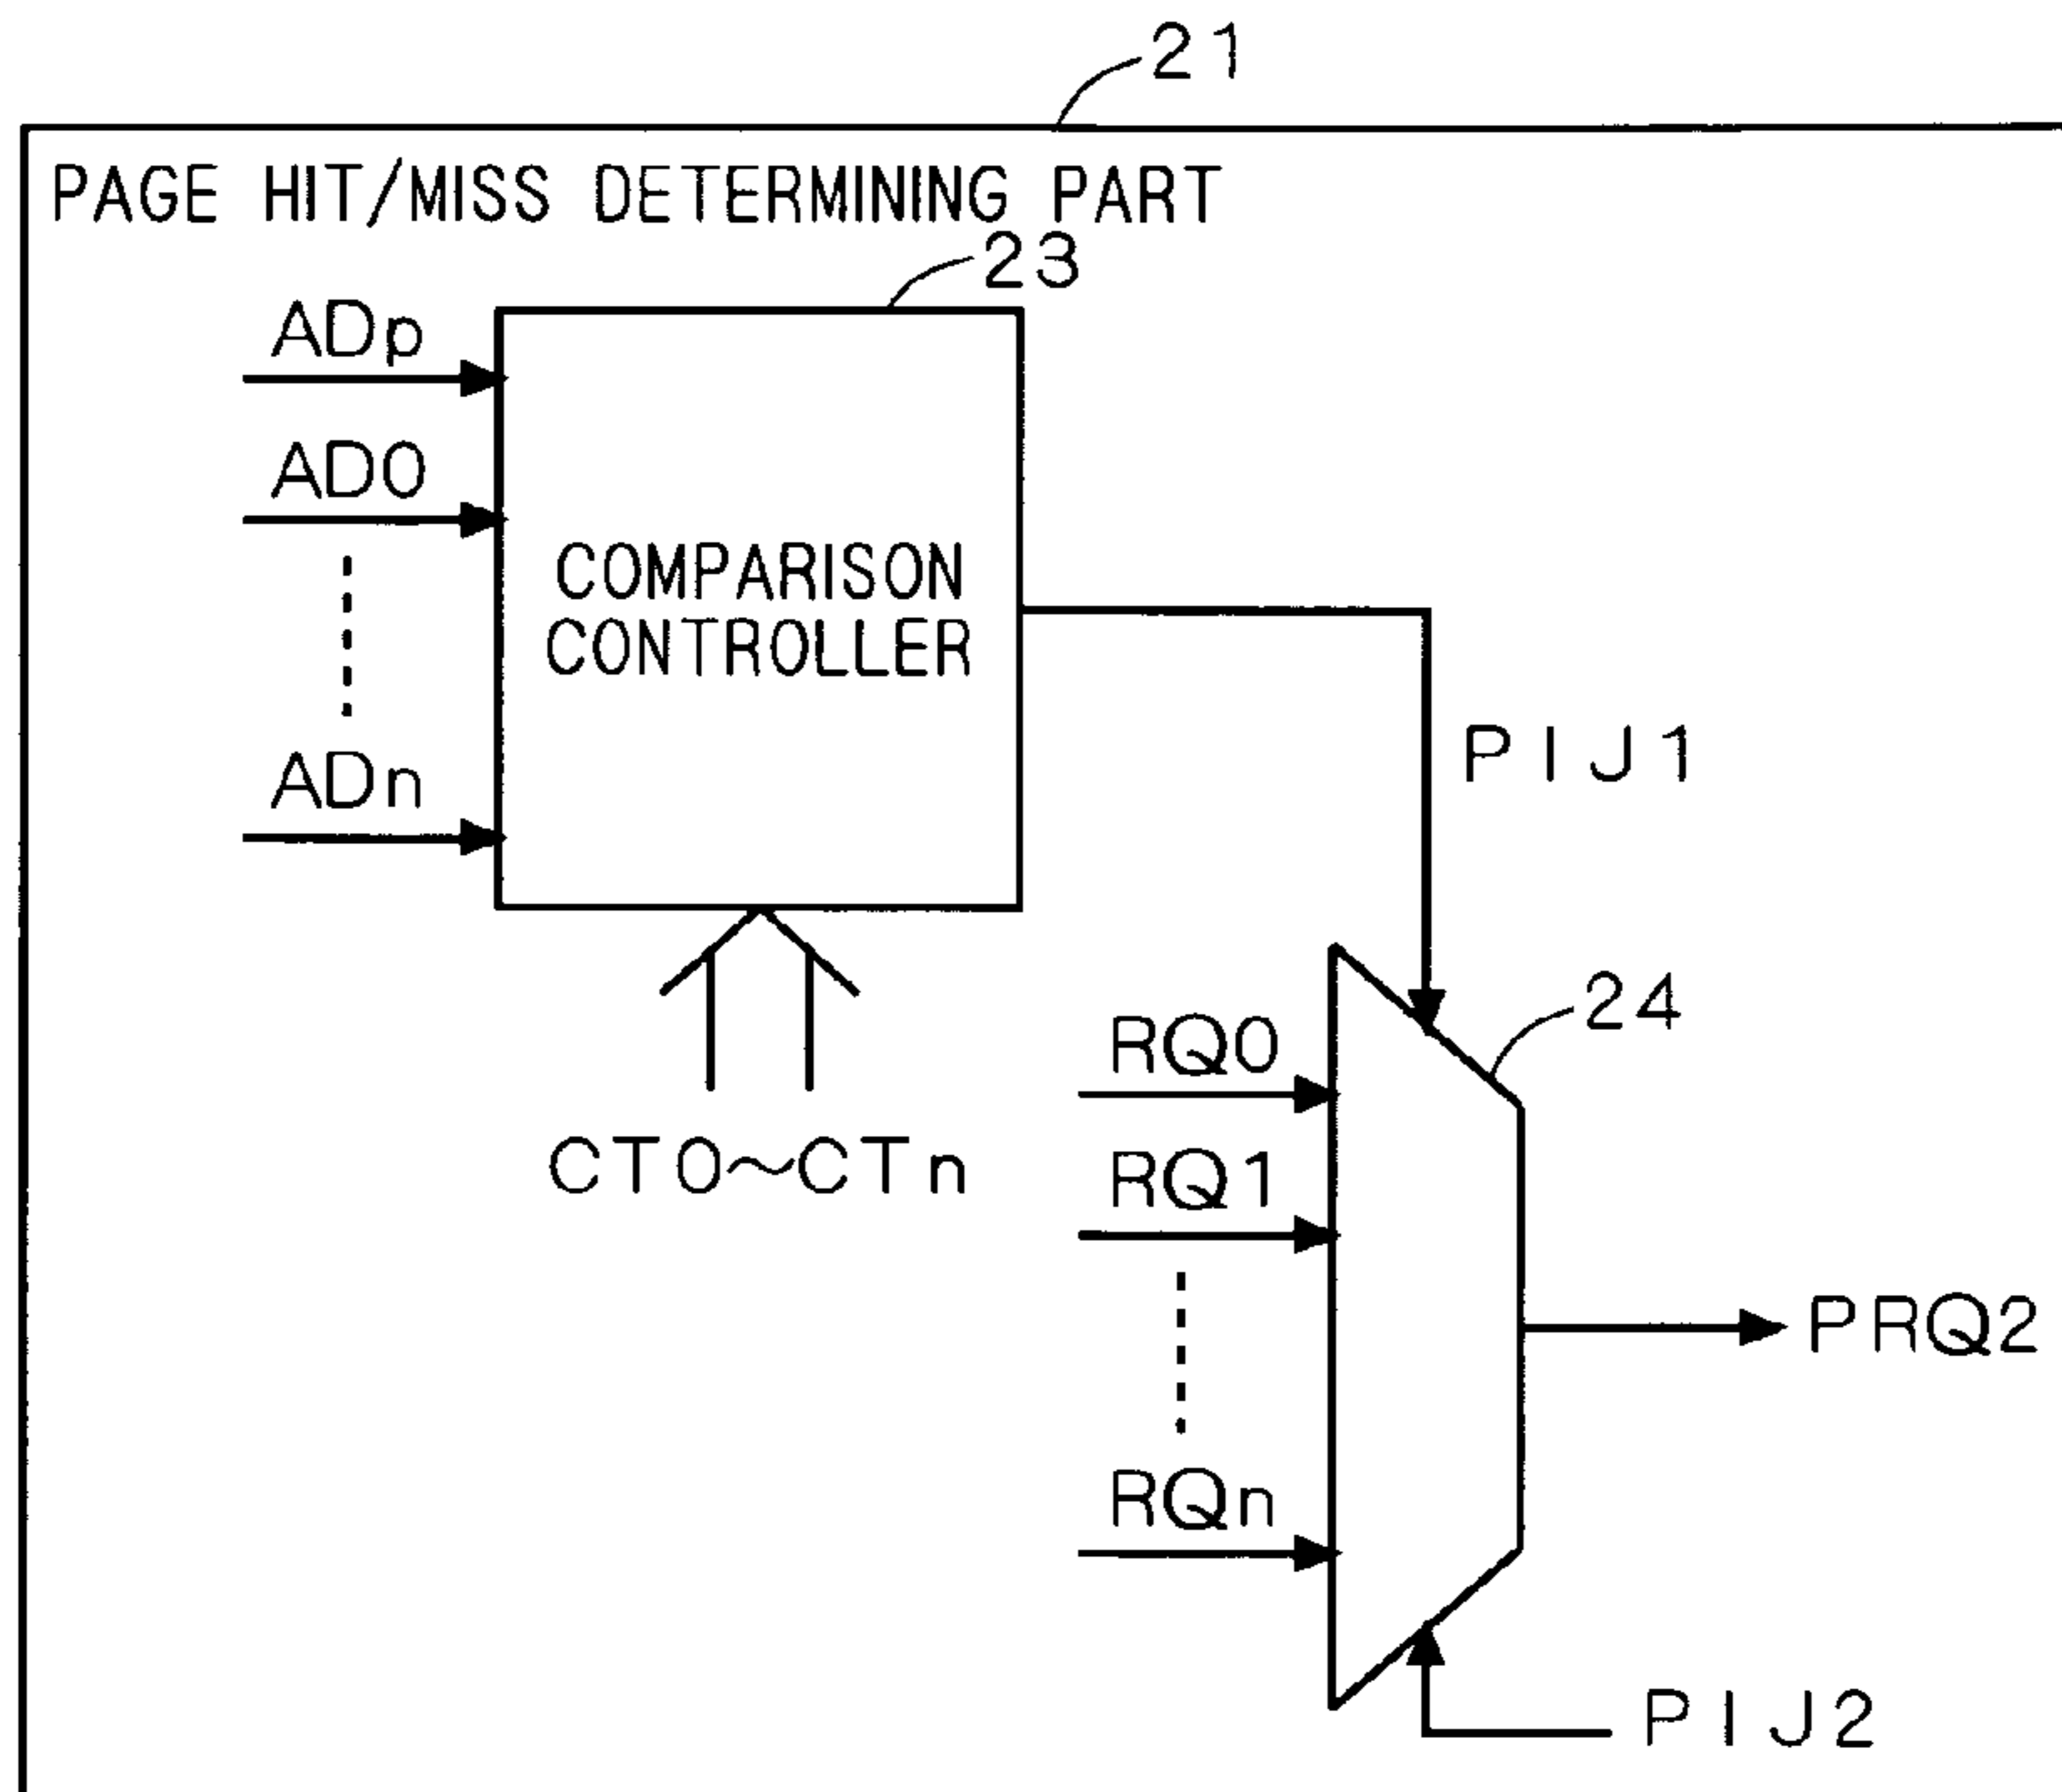 21
PAGE HIT/MISS DETERMINING PART
23
ADp
AD0
COMPARISON
CONTROLLER
ADn
PIJ1
24
RQ0
CT0~CTn
RQ1
PRQ2
RQn
PIJ2